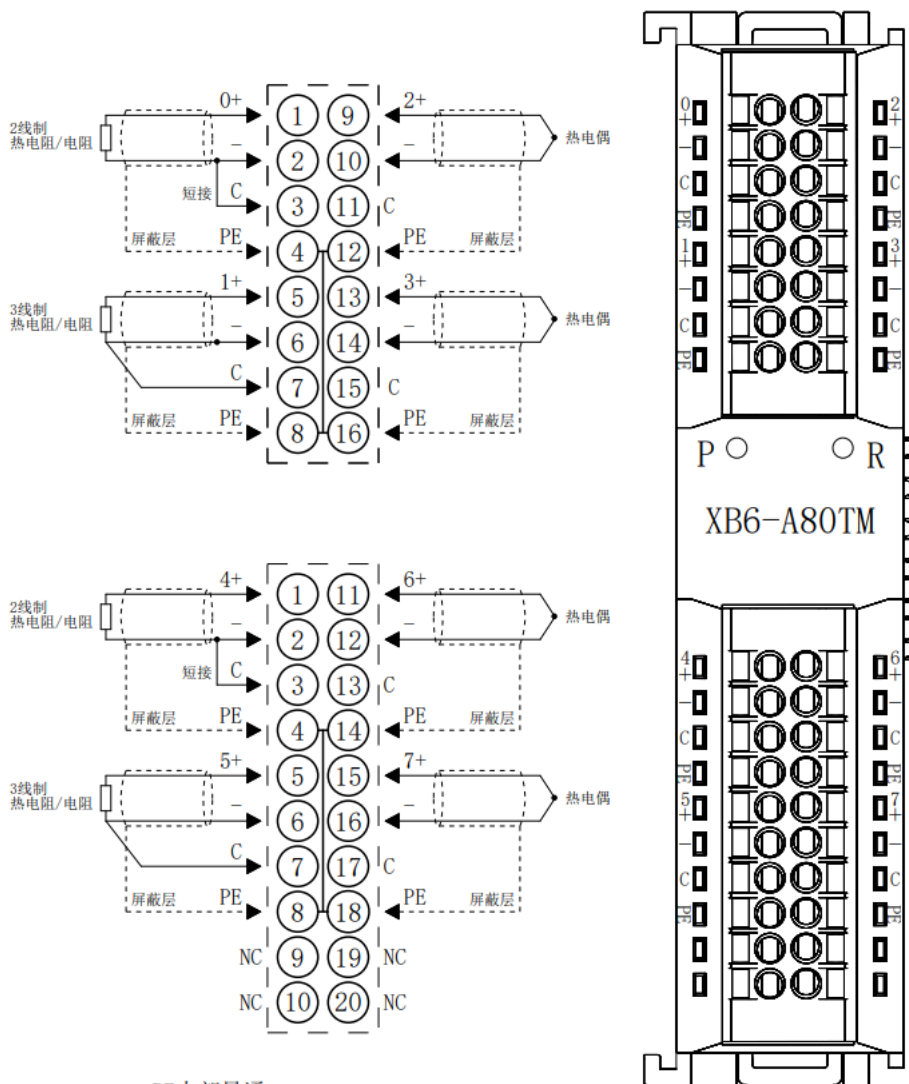 0+
1
9
2+
2线制
热电阻/电阻
-
2
10
-
热电偶
短接
C
3
11
C
屏蔽层
PE
4
12
PE
屏蔽层
1+
5
13
3+
3线制
热电阻/电阻
-
6
14
-
热电偶
C
7
15
C
屏蔽层
PE
8
16
PE
屏蔽层
4+
1
11
6+
2线制
热电阻/电阻
-
2
12
-
热电偶
短接
C
3
13
C
屏蔽层
PE
4
14
PE
屏蔽层
5+
5
15
7+
3线制
热电阻/电阻
-
6
16
-
热电偶
C
7
17
C
屏蔽层
PE
8
18
PE
屏蔽层
NC
9
19
NC
NC
10
20
NC
0+
2+
-
-
C
C
PE
PE
1+
3+
-
-
C
C
PE
PE
P
R
XB6-A80TM
4+
6+
-
-
C
C
PE
PE
5+
7+
-
-
C
C
PE
PE